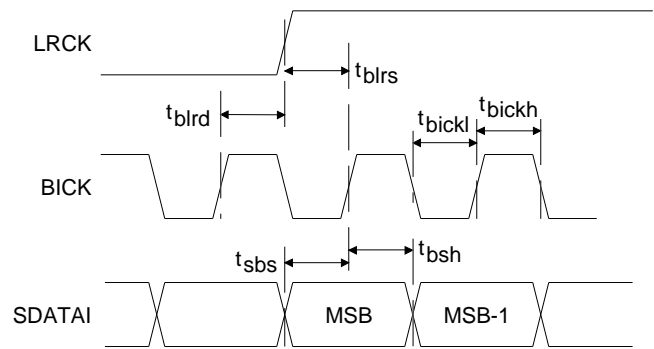 LRCK
tblrs
tblrd
tbickl
tbickh
BICK
tsbs
tbsh
SDATAI
MSB
MSB-1